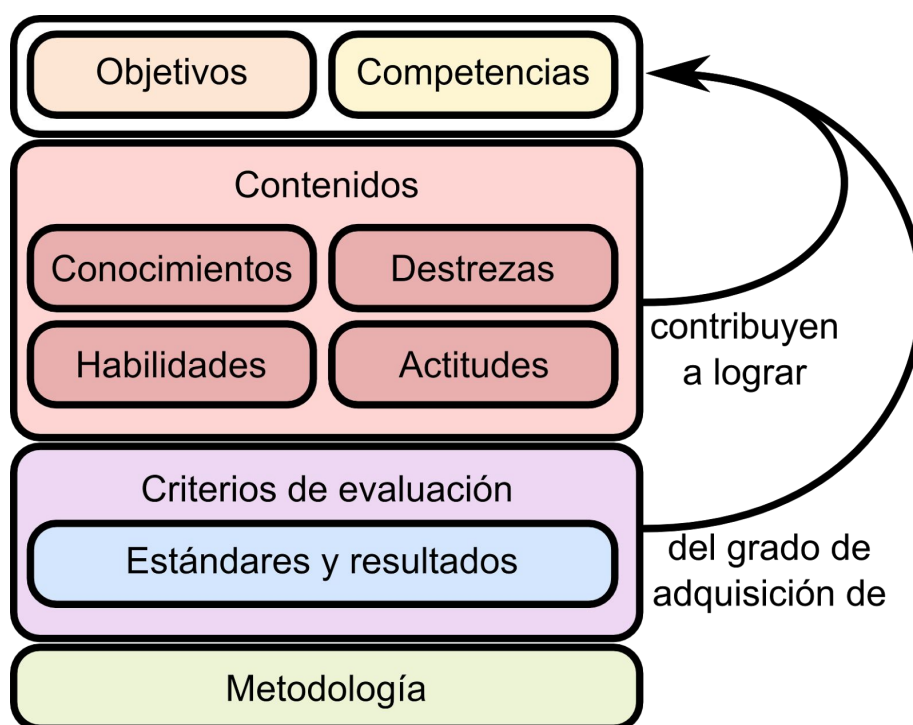 Objetivos
Competencias
Contenidos
Conocimientos
Destrezas
Habilidades
Actitudes
contribuyen
a lograr
Criterios de evaluación
Estándares y resultados
del grado de
adquisición de
Metodología